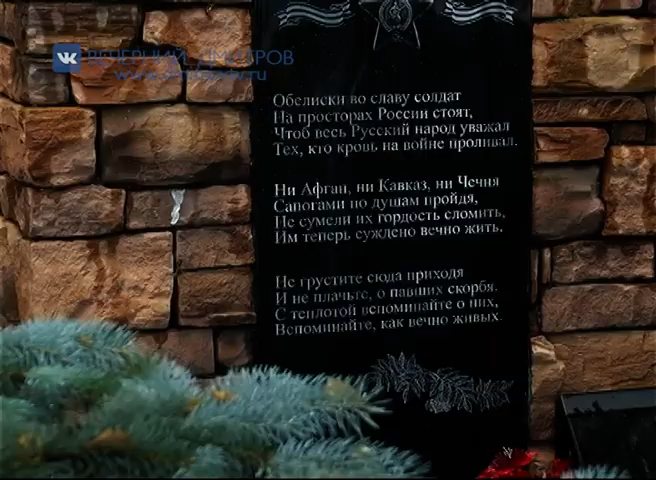 ВЕЧЕРНИЙ ДМИТРОВ
Обелиски во славу солдат
На просторах России стоят,
Чтоб весь Русский народ уважал
Тех, кто кровь на войне проливал.
Ни Афган, ни Кавказ, ни Чечня
Сапогами по душам пройдя,
Не сумели их гордость сломить,
Им теперь суждено вечно жить.
Не грустите сюда приходя
И не плачьте, о павших скорбя.
С теплотой вспоминайте о них,
Вспоминайте, как вечно живых.